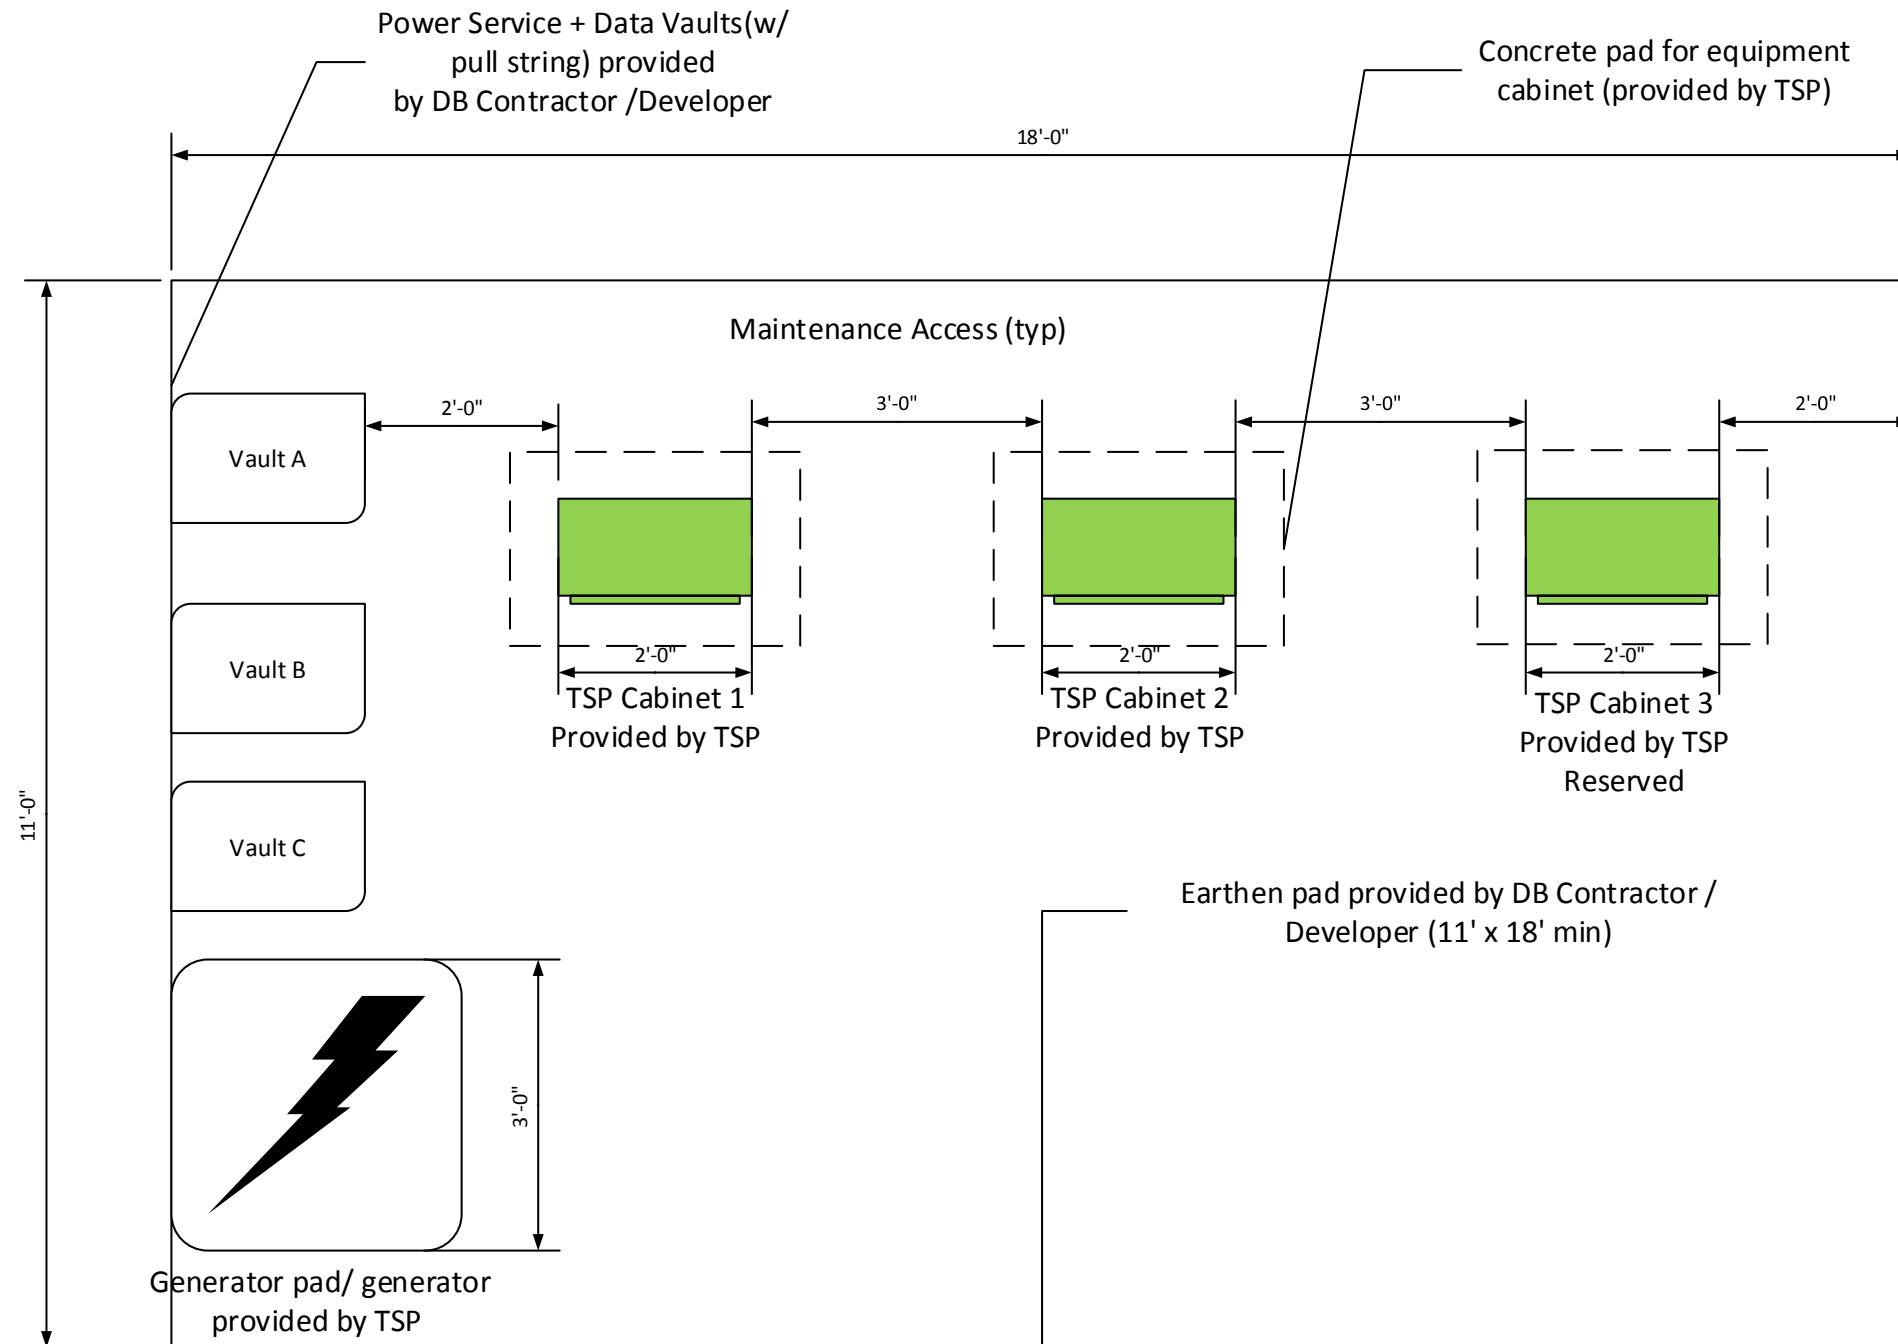 Power Service + Data Vaults(w/
pull string) provided
by DB Contractor /Developer
Concrete pad for equipment
cabinet (provided by TSP)
18'-0"
Maintenance Access (typ)
2'-0"
3'-0"
3'-0"
2'-0"
Vault A
Vault B
Vault C
2'-0"
TSP Cabinet 1
Provided by TSP
2'-0"
TSP Cabinet 2
Provided by TSP
2'-0"
TSP Cabinet 3
Provided by TSP
Reserved
11'-0"
Earthen pad provided by DB Contractor /
Developer (11' x 18' min)
3'-0"
Generator pad/ generator
provided by TSP